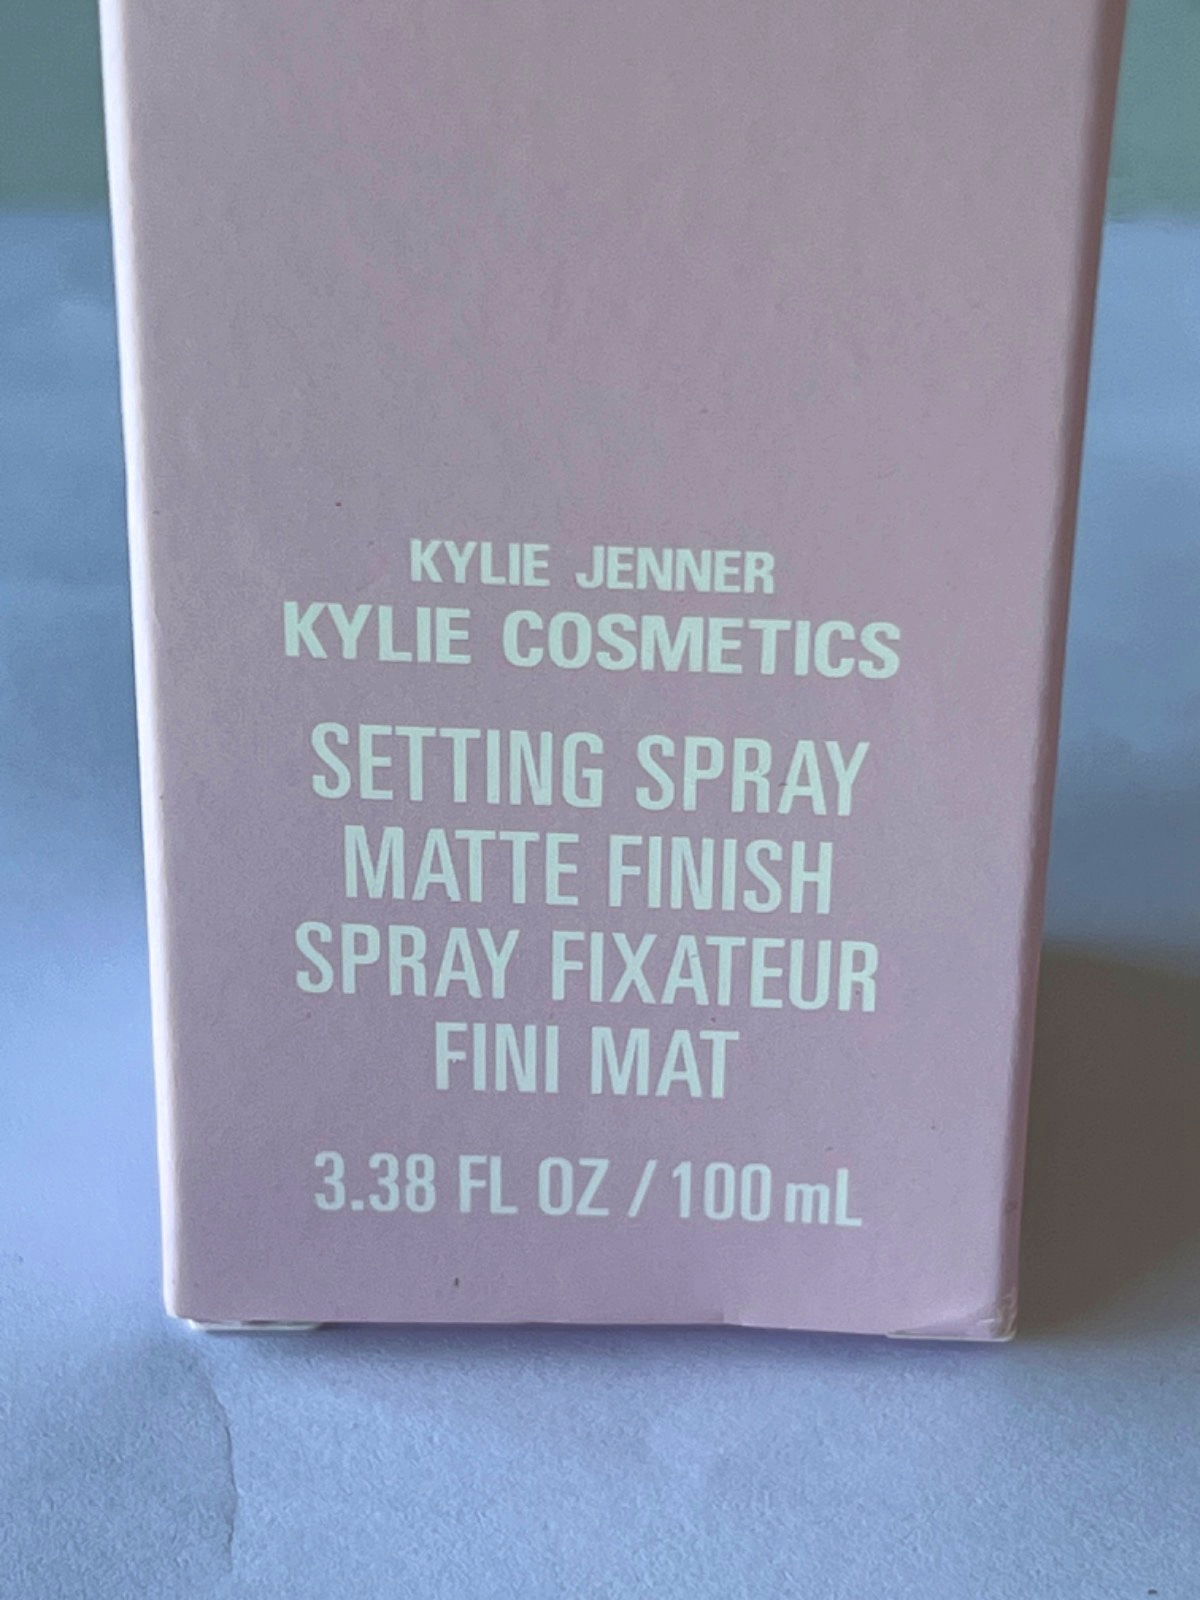 KYLIE JENNER
KYLIE COSMETICS
SETTING SPRAY
MATTE FINISH
SPRAY FIXATEUR
FINI MAT
3.38 FL OZ / 100 mL